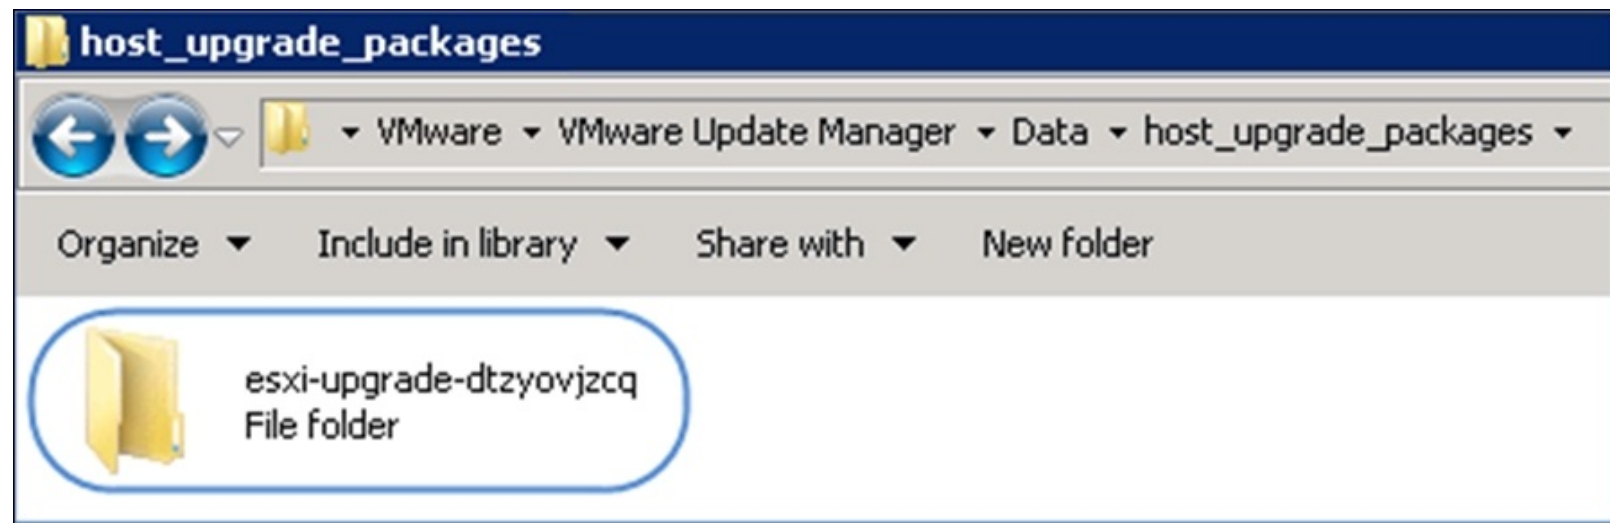 host_upgrade_packages
VMware VMware Update Manager Data host_upgrade_packages
Organize Include in library Share with New folder
esxi-upgrade-dtzyovjzcq
File folder